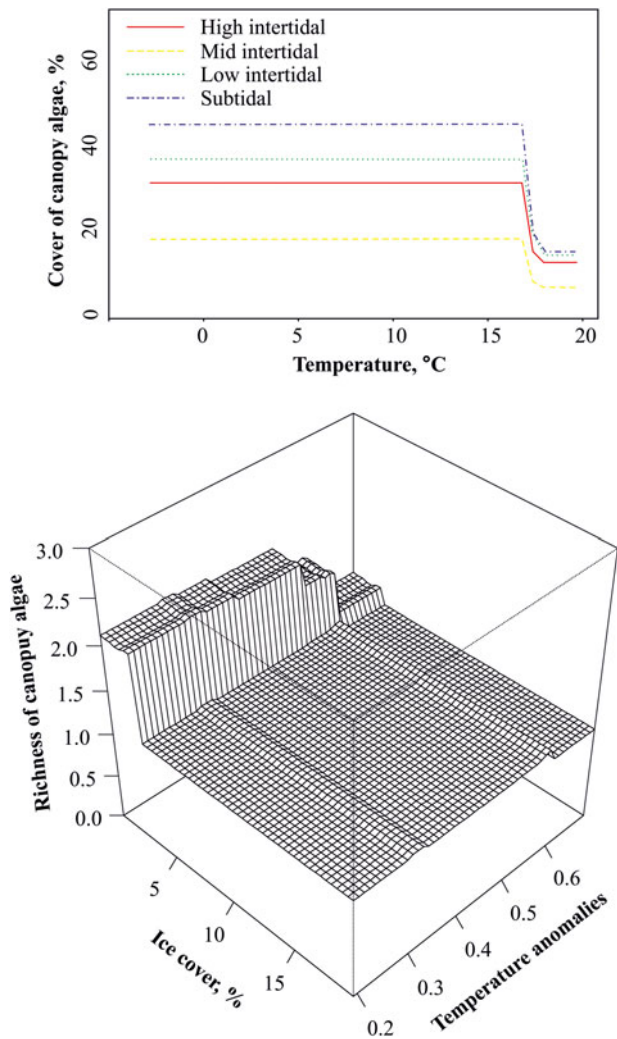 High intertidal
Mid intertidal
Low intertidal
Subtidal
60
40
20
0
Cover of canopy algae, %
0 5 10 15 20
Temperature, °C
3.0
2.5
2.0
1.5
1.0
0.5
0.0
Richness of canopuy algae
5
10
15
Ice cover, %
0.6
0.5
0.4
0.3
0.2
Temperature anomalies